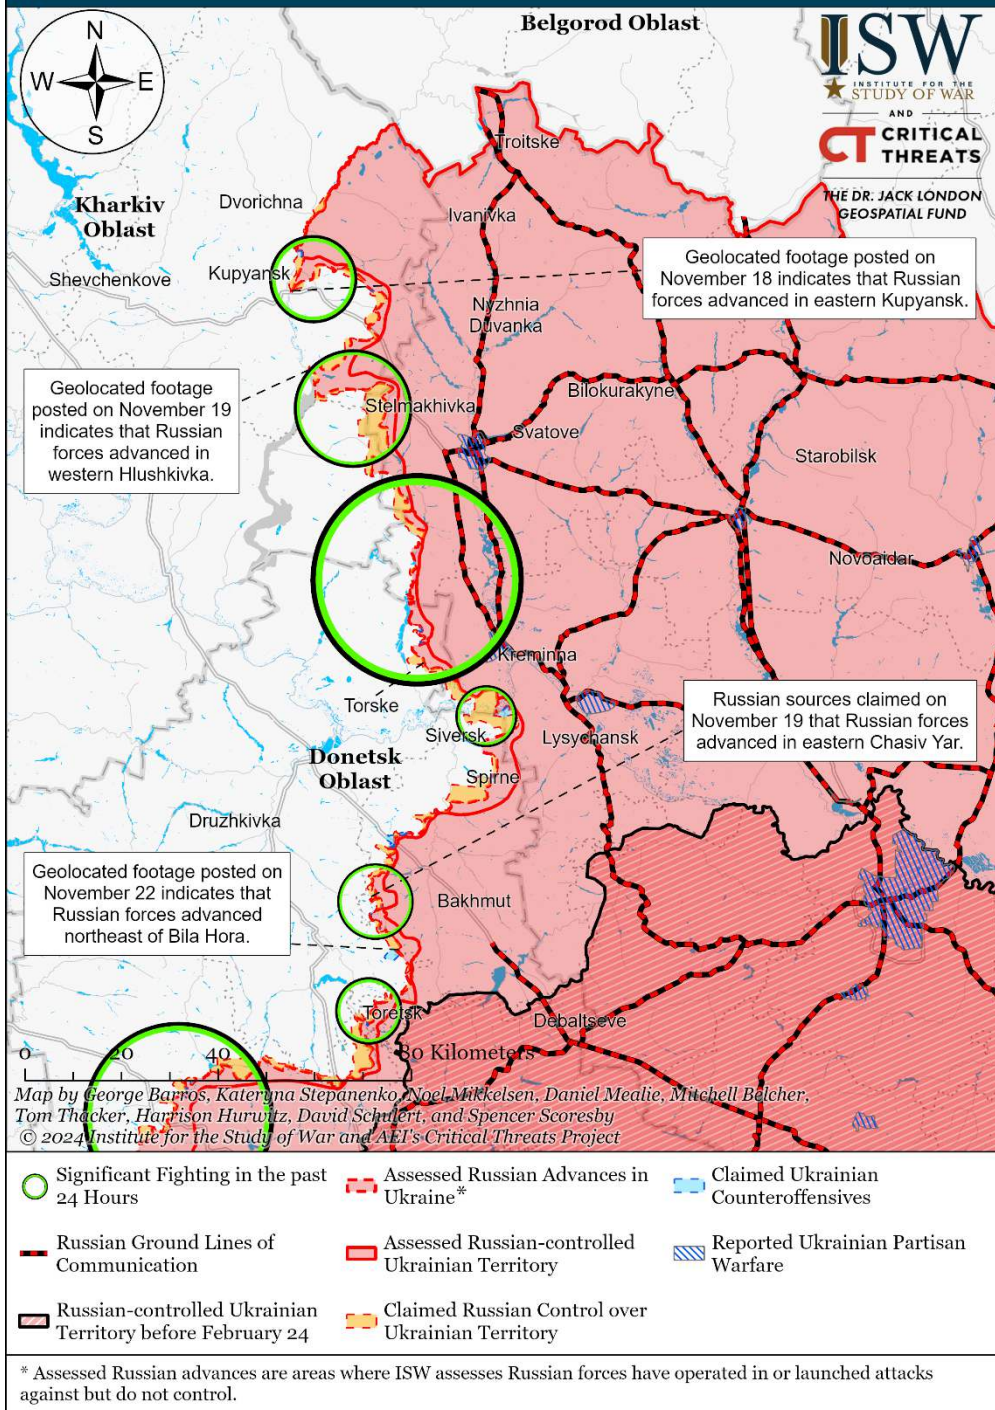 Belgorod Oblast
N
W
E
S
ISW
INSTITUTE FOR THE
STUDY OF WAR
AND
CT CRITICAL
THREATS
THE DR. JACK LONDON
GEOSPATIAL FUND
Troitske
Kharkiv
Oblast
Dvorichna
Ivanivka
Shevchenkove
Kupyansk
Geolocated footage posted on
November 18 indicates that Russian
forces advanced in eastern Kupyansk.
Nyzhnia
Duvanka
Geolocated footage
posted on November 19
indicates that Russian
forces advanced in
western Hlushkivka.
Stelmakhivka
Bilokurakyne
Svatove
Starobilsk
Novoaidar
Kreminna
Torske
Siversk
Lysychansk
Russian sources claimed on
November 19 that Russian forces
advanced in eastern Chasiv Yar.
Donetsk
Oblast
Spirne
Druzhkivka
Geolocated footage posted on
November 22 indicates that
Russian forces advanced
northeast of Bila Hora.
Bakhmut
Toretsk
Debaltseve
0 20 40 80 Kilometers
Map by George Barros, Kateryna Stepanenko, Noel Mikkelsen, Daniel Mealie, Mitchell Belcher,
Tom Thacker, Harrison Hurwitz, David Schulert, and Spencer Scoresby
© 2024 Institute for the Study of War and AEI's Critical Threats Project
Significant Fighting in the past
24 Hours
Assessed Russian Advances in
Ukraine*
Claimed Ukrainian
Counteroffensives
Russian Ground Lines of
Communication
Assessed Russian-controlled
Ukrainian Territory
Reported Ukrainian Partisan
Warfare
Russian-controlled Ukrainian
Territory before February 24
Claimed Russian Control over
Ukrainian Territory
* Assessed Russian advances are areas where ISW assesses Russian forces have operated in or launched attacks
against but do not control.